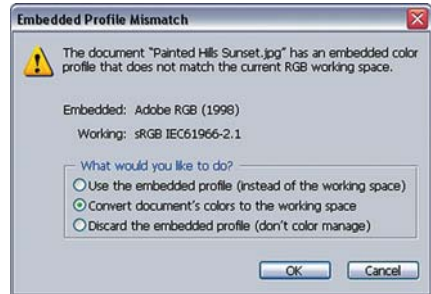 Embedded Profile Mismatch
The document "Painted Hills Sunset.jpg" has an embedded color
profile that does not match the current RGB working space.
Embedded: Adobe RGB (1998)
Working: sRGB IEC61966-2.1
What would you like to do?
Use the embedded profile (instead of the working space)
Convert document's colors to the working space
Discard the embedded profile (don't color manage)
OK Cancel